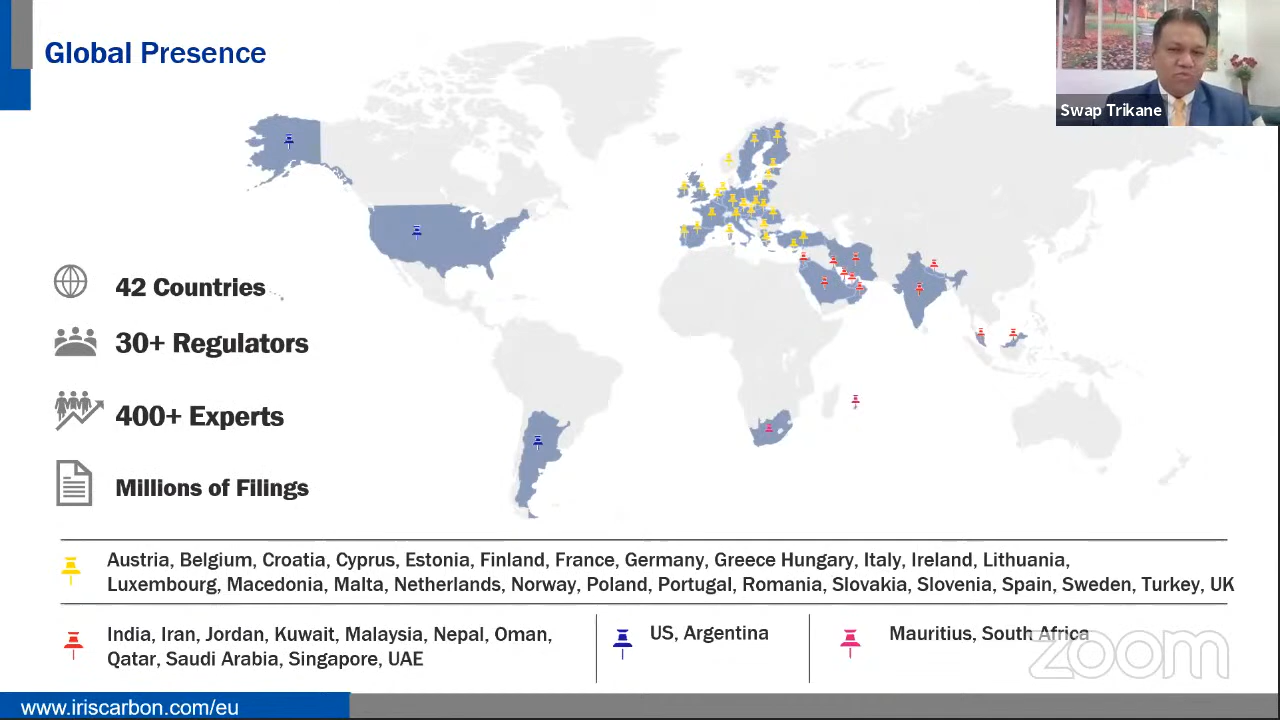 Global Presence
Swap Trikane
42 Countries
30+ Regulators
400+ Experts
Millions of Filings
Austria, Belgium, Croatia, Cyprus, Estonia, Finland, France, Germany, Greece Hungary, Italy, Ireland, Lithuania,
Luxembourg, Macedonia, Malta, Netherlands, Norway, Poland, Portugal, Romania, Slovakia, Slovenia, Spain, Sweden, Turkey, UK
India, Iran, Jordan, Kuwait, Malaysia, Nepal, Oman,
Qatar, Saudi Arabia, Singapore, UAE
US, Argentina
Mauritius, South Africa
zoom
www.iriscarbon.com/eu